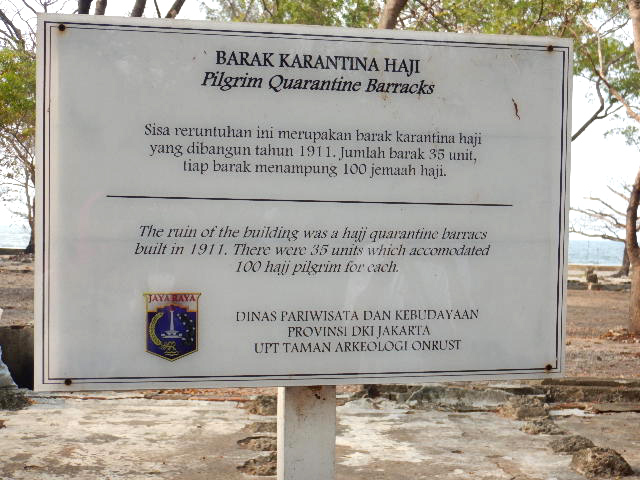 BARAK KARANTINA HAJI
Pilgrim Quarantine Barracks
Sisa reruntuhan ini merupakan barak karantina haji
yang dibangun tahun 1911. Jumlah barak 35 unit,
tiap barak menampung 100 jemaah haji.
The ruin of the building was a hajj quarantine barracs
built in 1911. There were 35 units which accomodated
100 hajj pilgrim for each.
JAYA RAYA
DINAS PARIWISATA DAN KEBUDAYAAN
PROVINSI DKI JAKARTA
UPT TAMAN ARKEOLOGI ONRUST